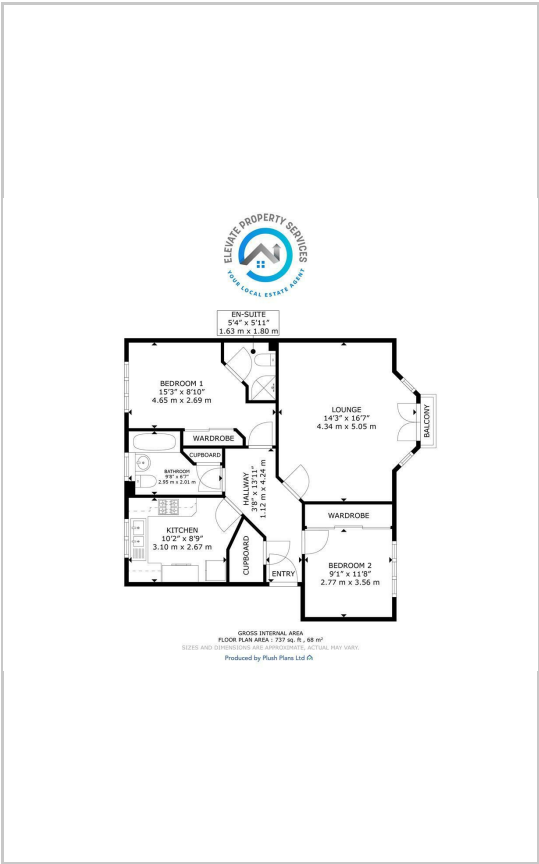 ELEVATE PROPERTY SERVICES
YOUR LOCAL ESTATE AGENT
EN-SUITE
5'4" x 5'11"
1.63 m x 1.80 m
BEDROOM 1
15'3" x 8'10"
4.65 m x 2.69 m
LOUNGE
14'3" x 16'7"
4.34 m x 5.05 m
BALCONY
WARDROBE
CUPBOARD
BATHROOM
9'8" x 6'7"
2.95 m x 2.01 m
HALLWAY
3'8" x 13'11"
1.12 m x 4.24 m
KITCHEN
10'2" x 8'9"
3.10 m x 2.67 m
CUPBOARD
ENTRY
WARDROBE
BEDROOM 2
9'1" x 11'8"
2.77 m x 3.56 m
GROSS INTERNAL AREA
FLOOR PLAN AREA : 737 sq. ft , 68 m²
SIZES AND DIMENSIONS ARE APPROXIMATE, ACTUAL MAY VARY.
Produced by Plush Plans Ltd